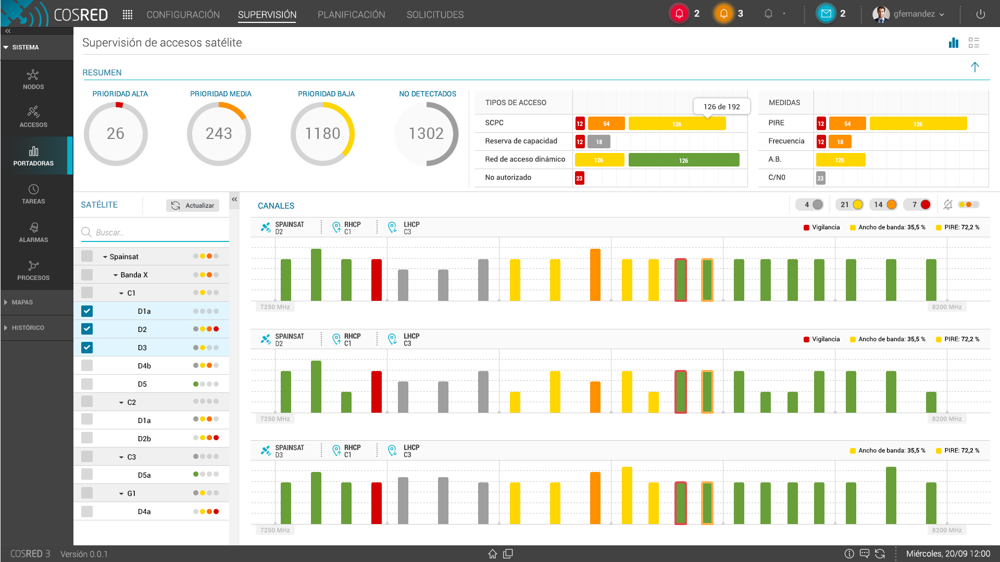 COSRED
CONFIGURACIÓN
SUPERVISIÓN
PLANIFICACIÓN
SOLICITUDES
2
3
2
gfernandez
SISTEMA
NODOS
ACCESOS
PORTADORAS
TAREAS
ALARMAS
PROCESOS
MAPAS
HISTÓRICO
Supervisión de accesos satélite
RESUMEN
PRIORIDAD ALTA
26
PRIORIDAD MEDIA
243
PRIORIDAD BAJA
1180
NO DETECTADOS
1302
TIPOS DE ACCESO
126 de 192
SCPC 12 54 126
Reserva de capacidad 12 18
Red de acceso dinámico 126 126
No autorizado 23
MEDIDAS
PIRE 12 54 126
Frecuencia 12 18
A.B. 126
C/N0 23
SATÉLITE
Actualizar
Buscar...
Spainsat
Banda X
C1
D1a
D2
D3
D4b
D5
C2
D1a
D2b
C3
D5a
G1
D4a
CANALES
4 21 14 7
SPAINSAT RHCP LHCP
D2 C1 C3
Vigilancia Ancho de banda: 35,5 % PIRE: 72,2 %
7250 MHz 8200 MHz
SPAINSAT RHCP LHCP
D2 C1 C3
Vigilancia Ancho de banda: 35,5 % PIRE: 72,2 %
7250 MHz 8200 MHz
SPAINSAT RHCP LHCP
D3 C1 C3
Ancho de banda: 35,5 % PIRE: 72,2 %
7250 MHz 8200 MHz
COSRED 3 Versión 0.0.1
Miércoles, 20/09 12:00